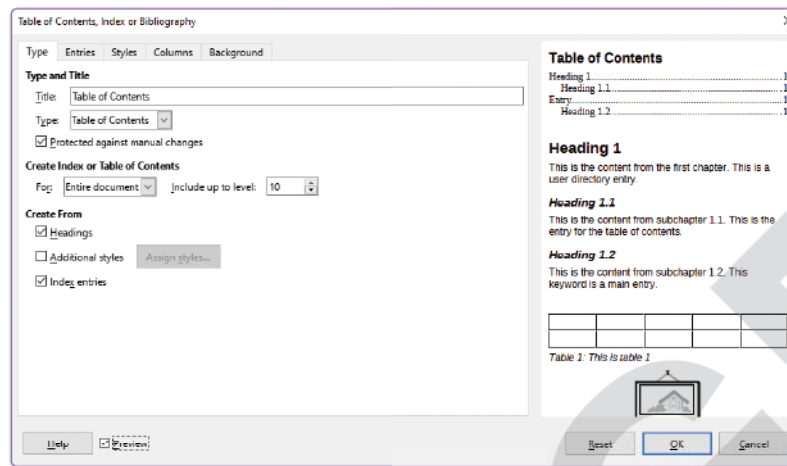 Table of Contents, Index or Bibliography
Type Entries Styles Columns Background
Type and Title
Title: Table of Contents
Type: Table of Contents
Protected against manual changes
Create Index or Table of Contents
For: Entire document Include up to level: 10
Create From
Headings
Additional styles Assign styles...
Index entries
Help Preview
Table of Contents
Heading 1........1
Heading 1.1........1
Entry........1
Heading 1.2........1
Heading 1
This is the content from the first chapter. This is a
user directory entry.
Heading 1.1
This is the content from subchapter 1.1. This is the
entry for the table of contents.
Heading 1.2
This is the content from subchapter 1.2. This
keyword is a main entry.
Table 1: This is table 1
Reset OK Cancel